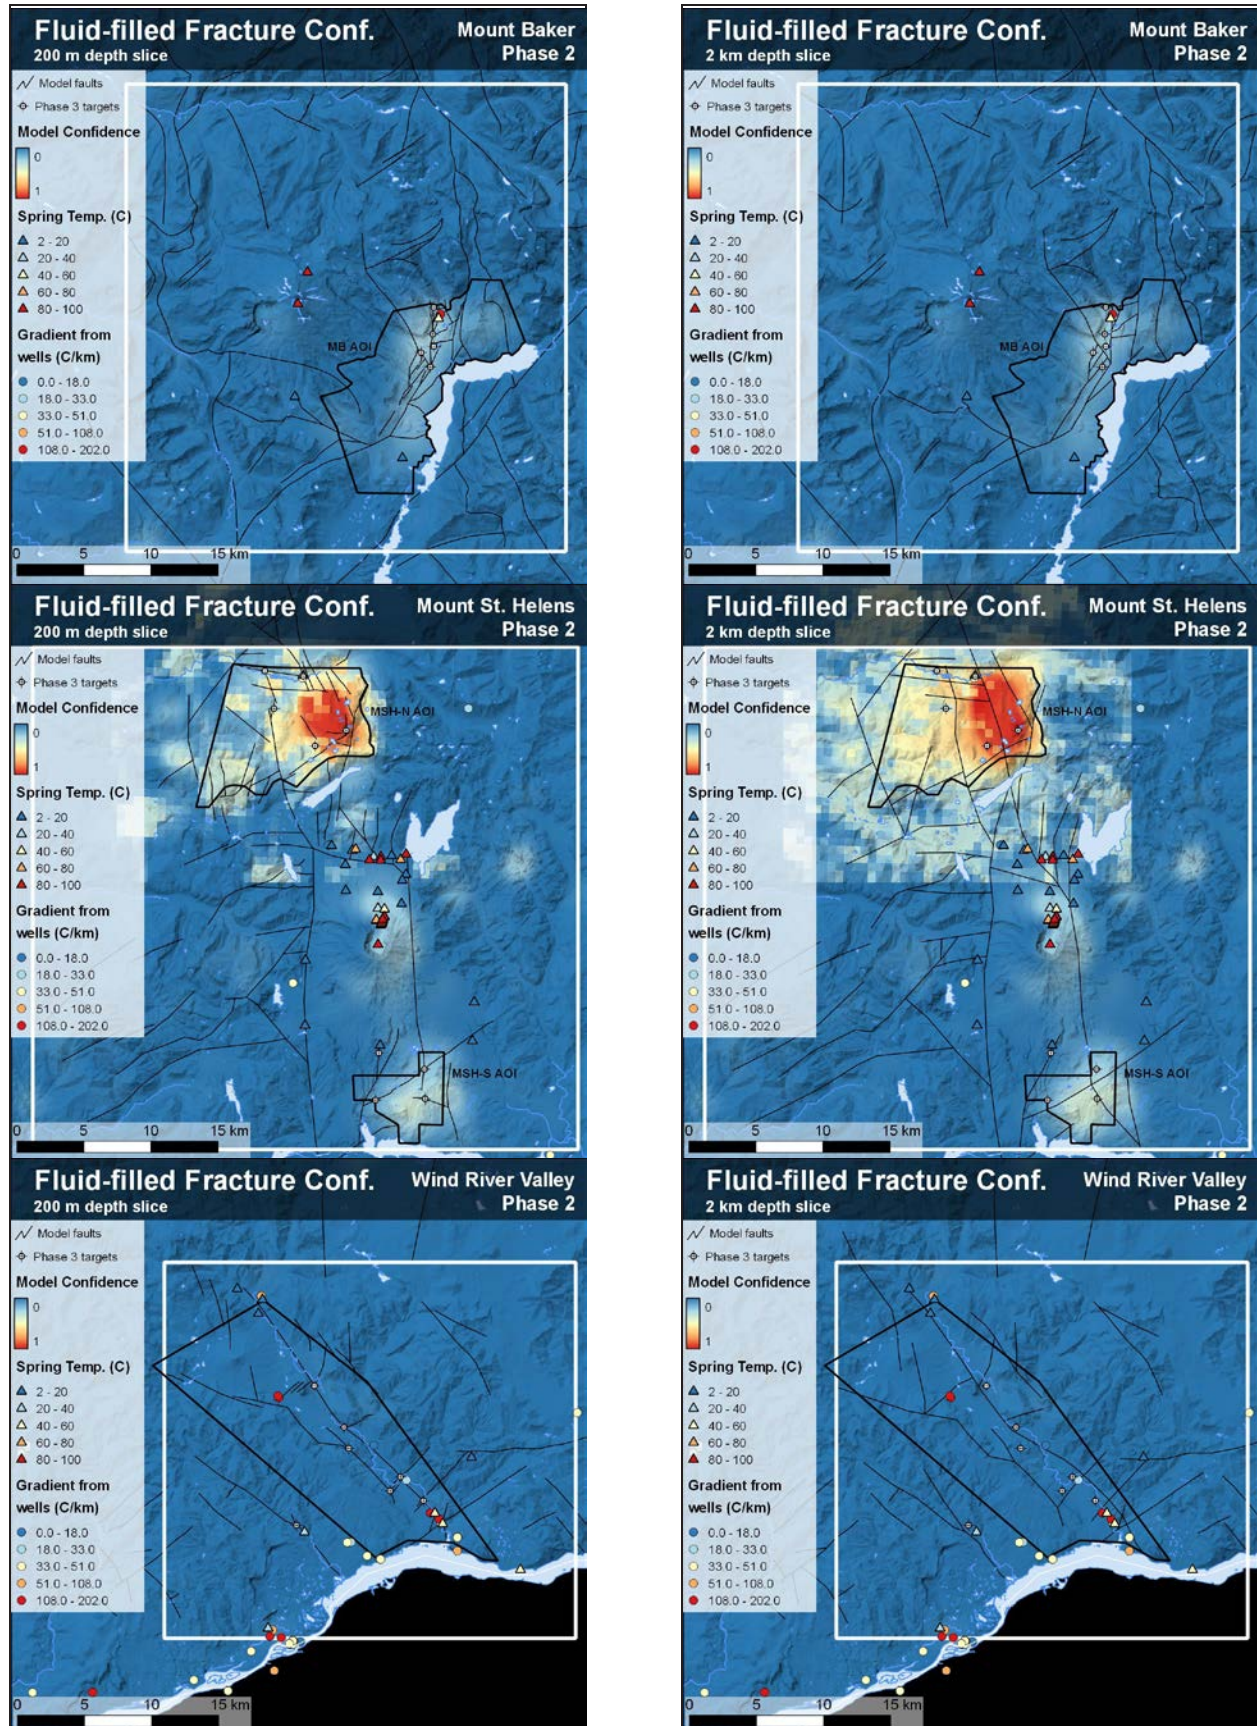 Fluid-filled Fracture Conf.
Mount Baker
200 m depth slice
Phase 2
Model faults
Phase 3 targets
Model Confidence
0
1
Spring Temp. (C)
2 - 20
20 - 40
40 - 60
60 - 80
80 - 100
Gradient from
wells (C/km)
0.0 - 18.0
18.0 - 33.0
33.0 - 51.0
51.0 - 108.0
108.0 - 202.0
MB AOI
0 5 10 15 km
Fluid-filled Fracture Conf.
Mount Baker
2 km depth slice
Phase 2
Model faults
Phase 3 targets
Model Confidence
0
1
Spring Temp. (C)
2 - 20
20 - 40
40 - 60
60 - 80
80 - 100
Gradient from
wells (C/km)
0.0 - 18.0
18.0 - 33.0
33.0 - 51.0
51.0 - 108.0
108.0 - 202.0
MB AOI
0 5 10 15 km
Fluid-filled Fracture Conf.
Mount St. Helens
200 m depth slice
Phase 2
Model faults
Phase 3 targets
Model Confidence
0
1
Spring Temp. (C)
2 - 20
20 - 40
40 - 60
60 - 80
80 - 100
Gradient from
wells (C/km)
0.0 - 18.0
18.0 - 33.0
33.0 - 51.0
51.0 - 108.0
108.0 - 202.0
MSH-N AOI
MSH-S AOI
0 5 10 15 km
Fluid-filled Fracture Conf.
Mount St. Helens
2 km depth slice
Phase 2
Model faults
Phase 3 targets
Model Confidence
0
1
Spring Temp. (C)
2 - 20
20 - 40
40 - 60
60 - 80
80 - 100
Gradient from
wells (C/km)
0.0 - 18.0
18.0 - 33.0
33.0 - 51.0
51.0 - 108.0
108.0 - 202.0
MSH-N AOI
MSH-S AOI
0 5 10 15 km
Fluid-filled Fracture Conf.
Wind River Valley
200 m depth slice
Phase 2
Model faults
Phase 3 targets
Model Confidence
0
1
Spring Temp. (C)
2 - 20
20 - 40
40 - 60
60 - 80
80 - 100
Gradient from
wells (C/km)
0.0 - 18.0
18.0 - 33.0
33.0 - 51.0
51.0 - 108.0
108.0 - 202.0
0 5 10 15 km
Fluid-filled Fracture Conf.
Wind River Valley
2 km depth slice
Phase 2
Model faults
Phase 3 targets
Model Confidence
0
1
Spring Temp. (C)
2 - 20
20 - 40
40 - 60
60 - 80
80 - 100
Gradient from
wells (C/km)
0.0 - 18.0
18.0 - 33.0
33.0 - 51.0
51.0 - 108.0
108.0 - 202.0
0 5 10 15 km